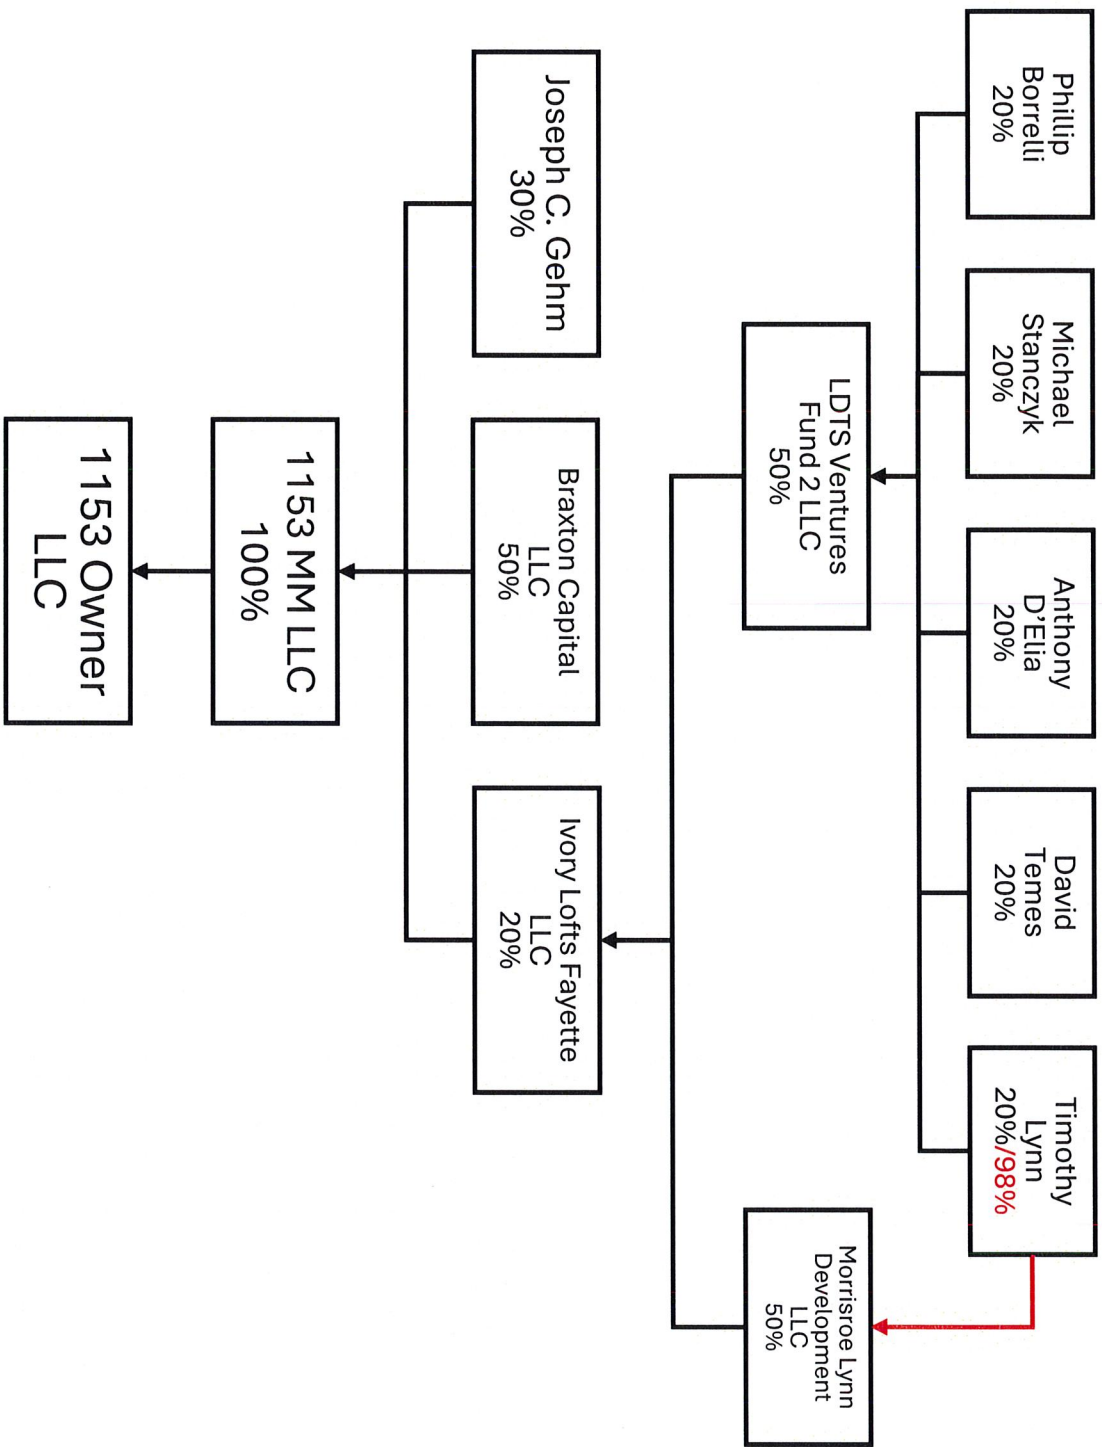 Phillip
Borrelli
20%
Michael
Stanczyk
20%
Anthony
D'Elia
20%
David
Temes
20%
Timothy
Lynn
20%/98%
LDTS Ventures
Fund 2 LLC
50%
Morrisroe Lynn
Development
LLC
50%
Joseph C. Gehm
30%
Braxton Capital
LLC
50%
Ivory Lofts Fayette
LLC
20%
1153 MM LLC
100%
1153 Owner
LLC